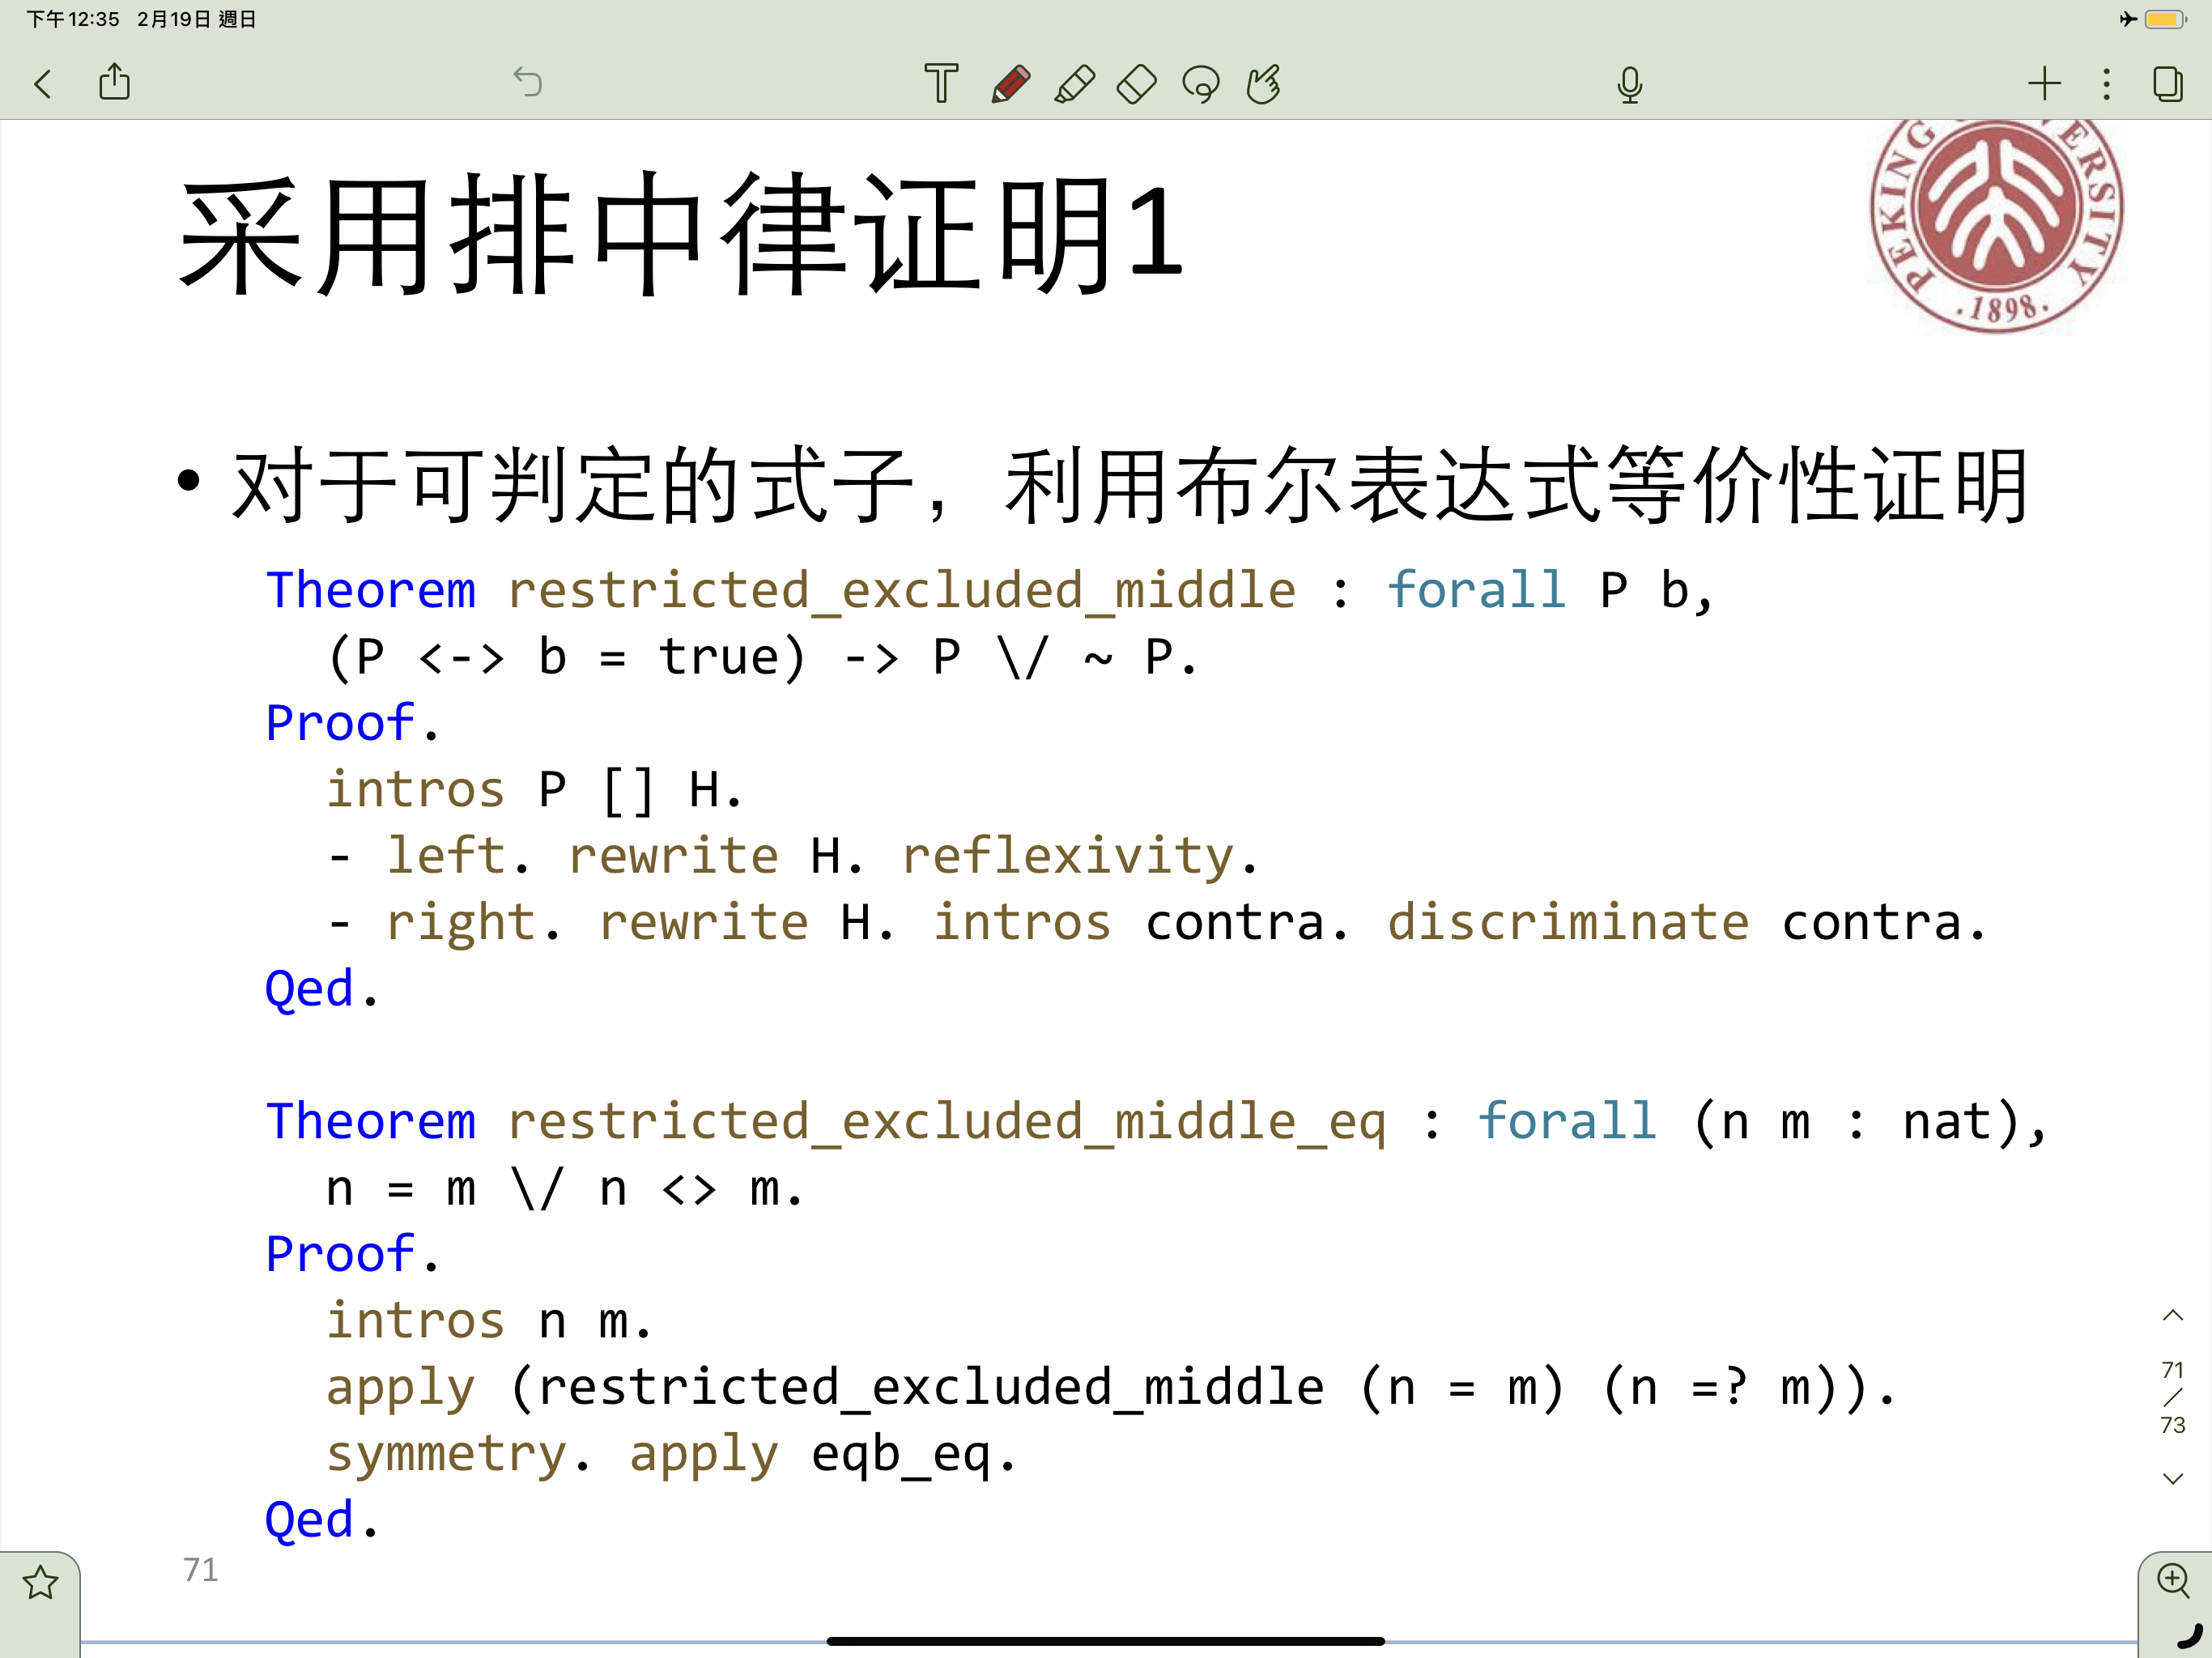 下午12:35 2月19日 週日
PEKING UNIVERSITY
·1898·
采用排中律证明1
• 对于可判定的式子，利用布尔表达式等价性证明
Theorem restricted_excluded_middle : forall P b,
(P <-> b = true) -> P \/ ~ P.
Proof.
intros P [] H.
- left. rewrite H. reflexivity.
- right. rewrite H. intros contra. discriminate contra.
Qed.
Theorem restricted_excluded_middle_eq : forall (n m : nat),
n = m \/ n <> m.
Proof.
intros n m.
apply (restricted_excluded_middle (n = m) (n =? m)).
symmetry. apply eqb_eq.
Qed.
71
/
73
71